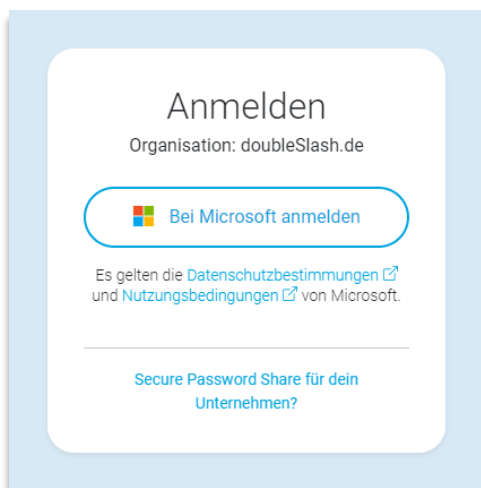 Anmelden
Organisation: doubleSlash.de
Bei Microsoft anmelden
Es gelten die Datenschutzbestimmungen
und Nutzungsbedingungen von Microsoft.
Secure Password Share für dein
Unternehmen?